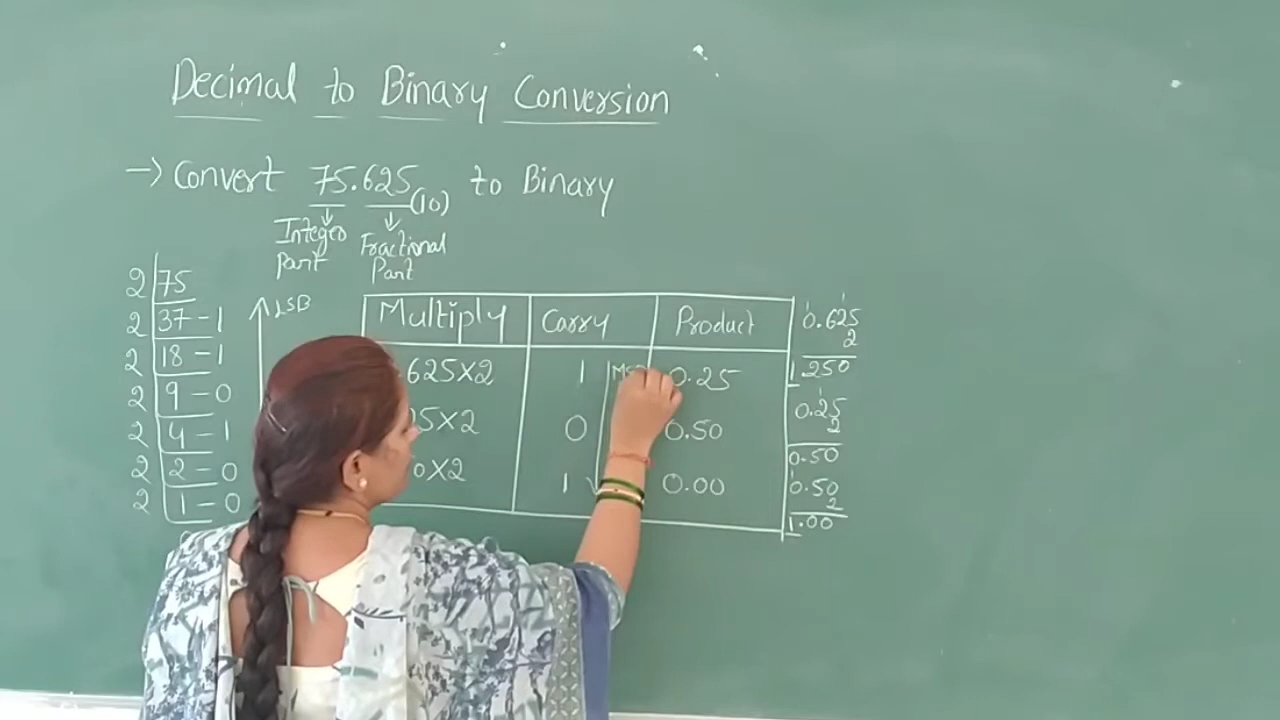 Decimal to Binary Conversion
→ Convert 75.625(10) to Binary
Integer Part
Fractional Part
2 75
2 37 - 1
2 18 - 1
2 9 - 0
2 4 - 1
2 2 - 0
2 1 - 0
LSB
Multiply Carry Product
.625X2 1 0.25
5X2 0 0.50
0X2 1 0.00
0.625
2
1.250
0.25
2
0.50
0.50
2
1.00